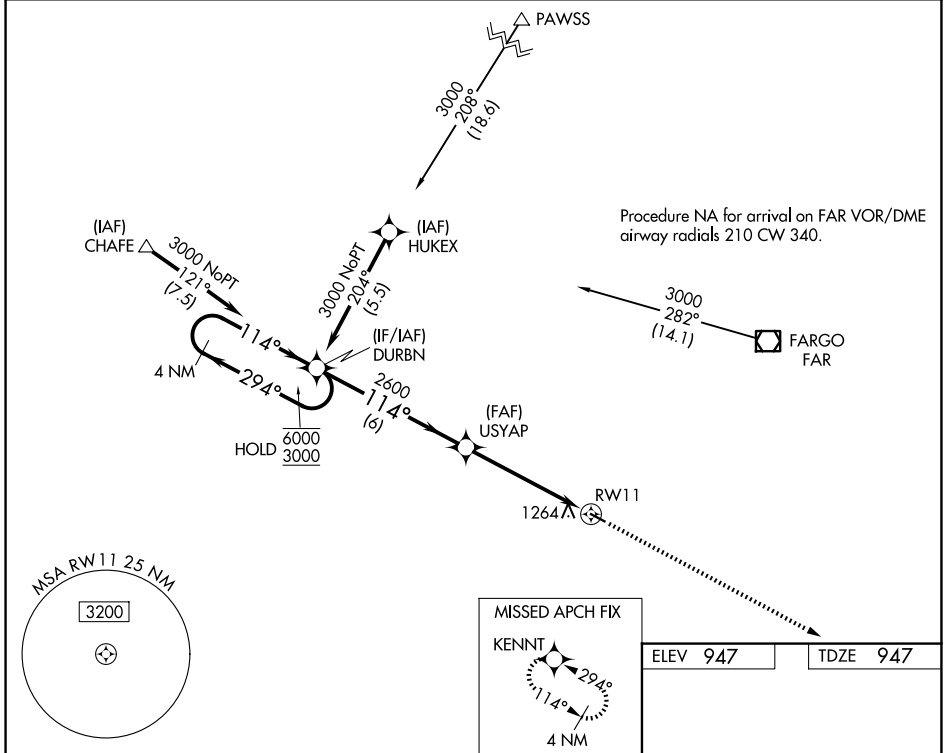 PAWSS
3000
208°
(18.6)
(IAF)
HUKEX
(IAF)
CHAFE
3000 NoPT
121°
(7.5)
3000 NoPT
204°
(5.5)
Procedure NA for arrival on FAR VOR/DME
airway radials 210 CW 340.
3000
282°
(14.1)
FARGO
FAR
114°
(IF/IAF)
DURBN
4 NM
294°
2600
114°
(6)
(FAF)
USYAP
HOLD
6000
3000
RW11
1264
MSA RW11 25 NM
3200
MISSED APCH FIX
KENNT
294°
114°
4 NM
ELEV 947
TDZE 947